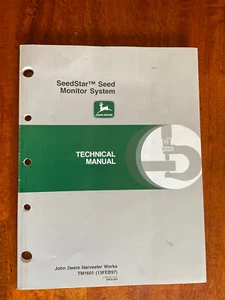 SeedStar™ Seed
Monitor System
JOHN DEERE
TECHNICAL
MANUAL
John Deere Harvester Works
TM1601 (13FEB97)